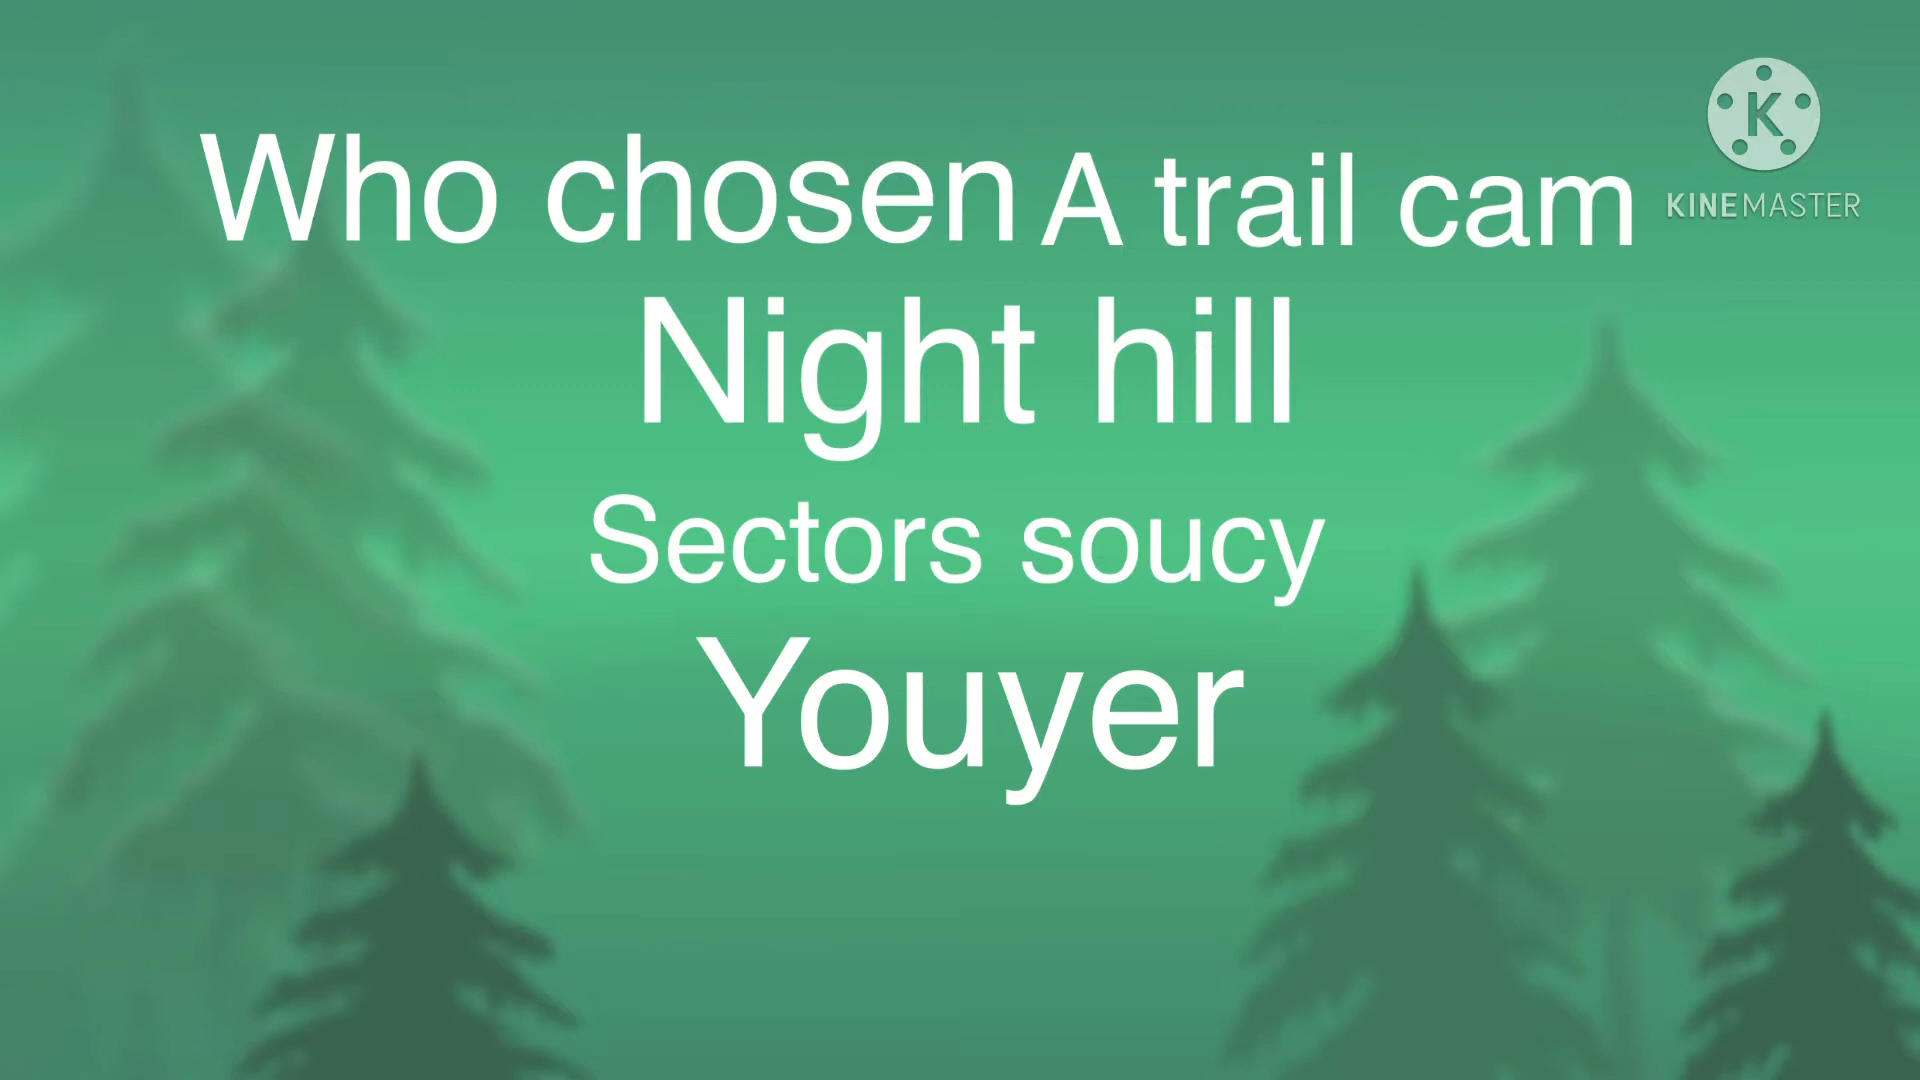 Who chosen A trail cam
KINEMASTER
Night hill
Sectors soucy
Youyer